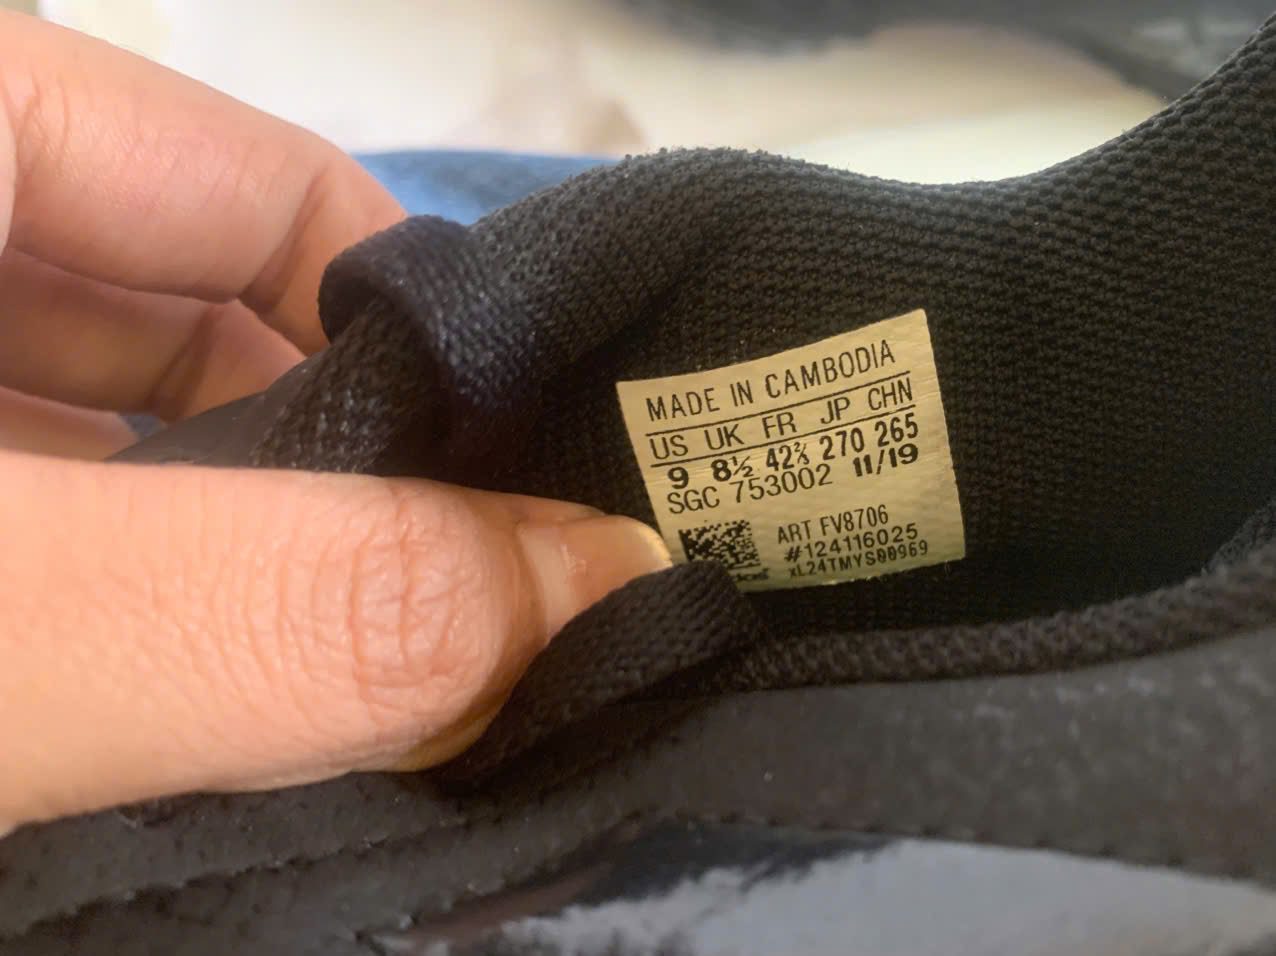 MADE IN CAMBODIA
US UK FR JP CHN
9 8½ 42⅔ 270 265
SGC 753002 11/19
ART FV8706
#124116025
xL24TMYS00969